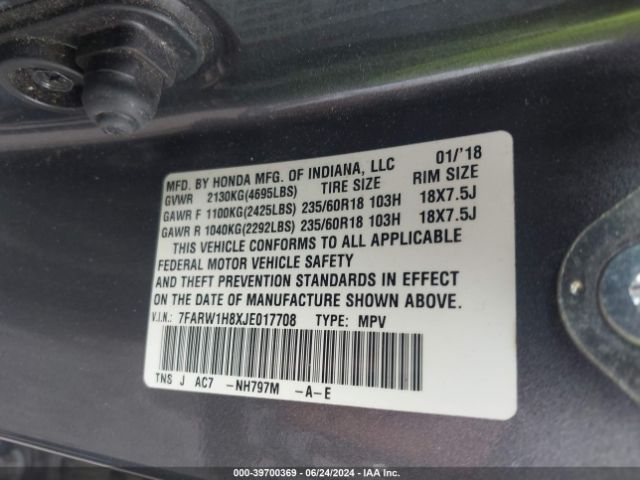 MFD. BY HONDA MFG. OF INDIANA, LLC 01/'18
GVWR 2130KG(4695LBS) TIRE SIZE RIM SIZE
GAWR F 1100KG(2425LBS) 235/60R18 103H 18X7.5J
GAWR R 1040KG(2292LBS) 235/60R18 103H 18X7.5J
THIS VEHICLE CONFORMS TO ALL APPLICABLE
FEDERAL MOTOR VEHICLE SAFETY
AND THEFT PREVENTION STANDARDS IN EFFECT
ON THE DATE OF MANUFACTURE SHOWN ABOVE.
V.I.N.: 7FARW1H8XJE017708 TYPE: MPV
TNS J AC7 -NH797M -A-E
000-39700369 - 06/24/2024 - IAA Inc.